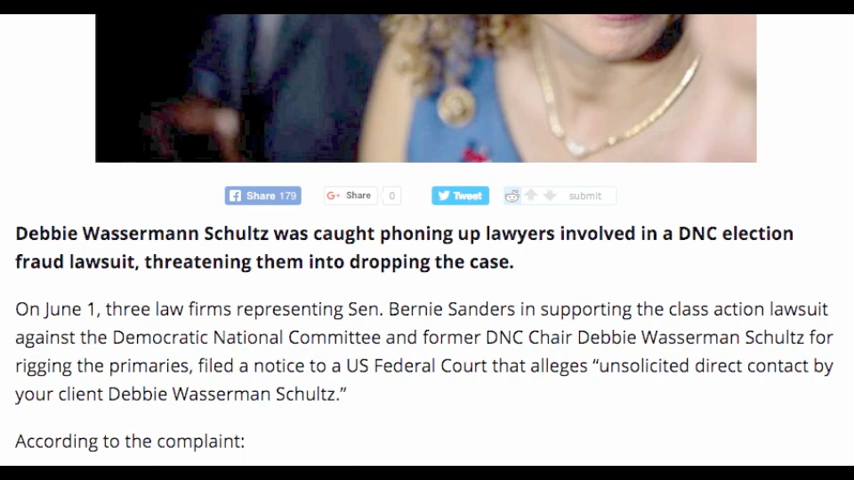 Share 179 Share 0 Tweet submit
Debbie Wassermann Schultz was caught phoning up lawyers involved in a DNC election
fraud lawsuit, threatening them into dropping the case.
On June 1, three law firms representing Sen. Bernie Sanders in supporting the class action lawsuit
against the Democratic National Committee and former DNC Chair Debbie Wasserman Schultz for
rigging the primaries, filed a notice to a US Federal Court that alleges “unsolicited direct contact by
your client Debbie Wasserman Schultz.”
According to the complaint: